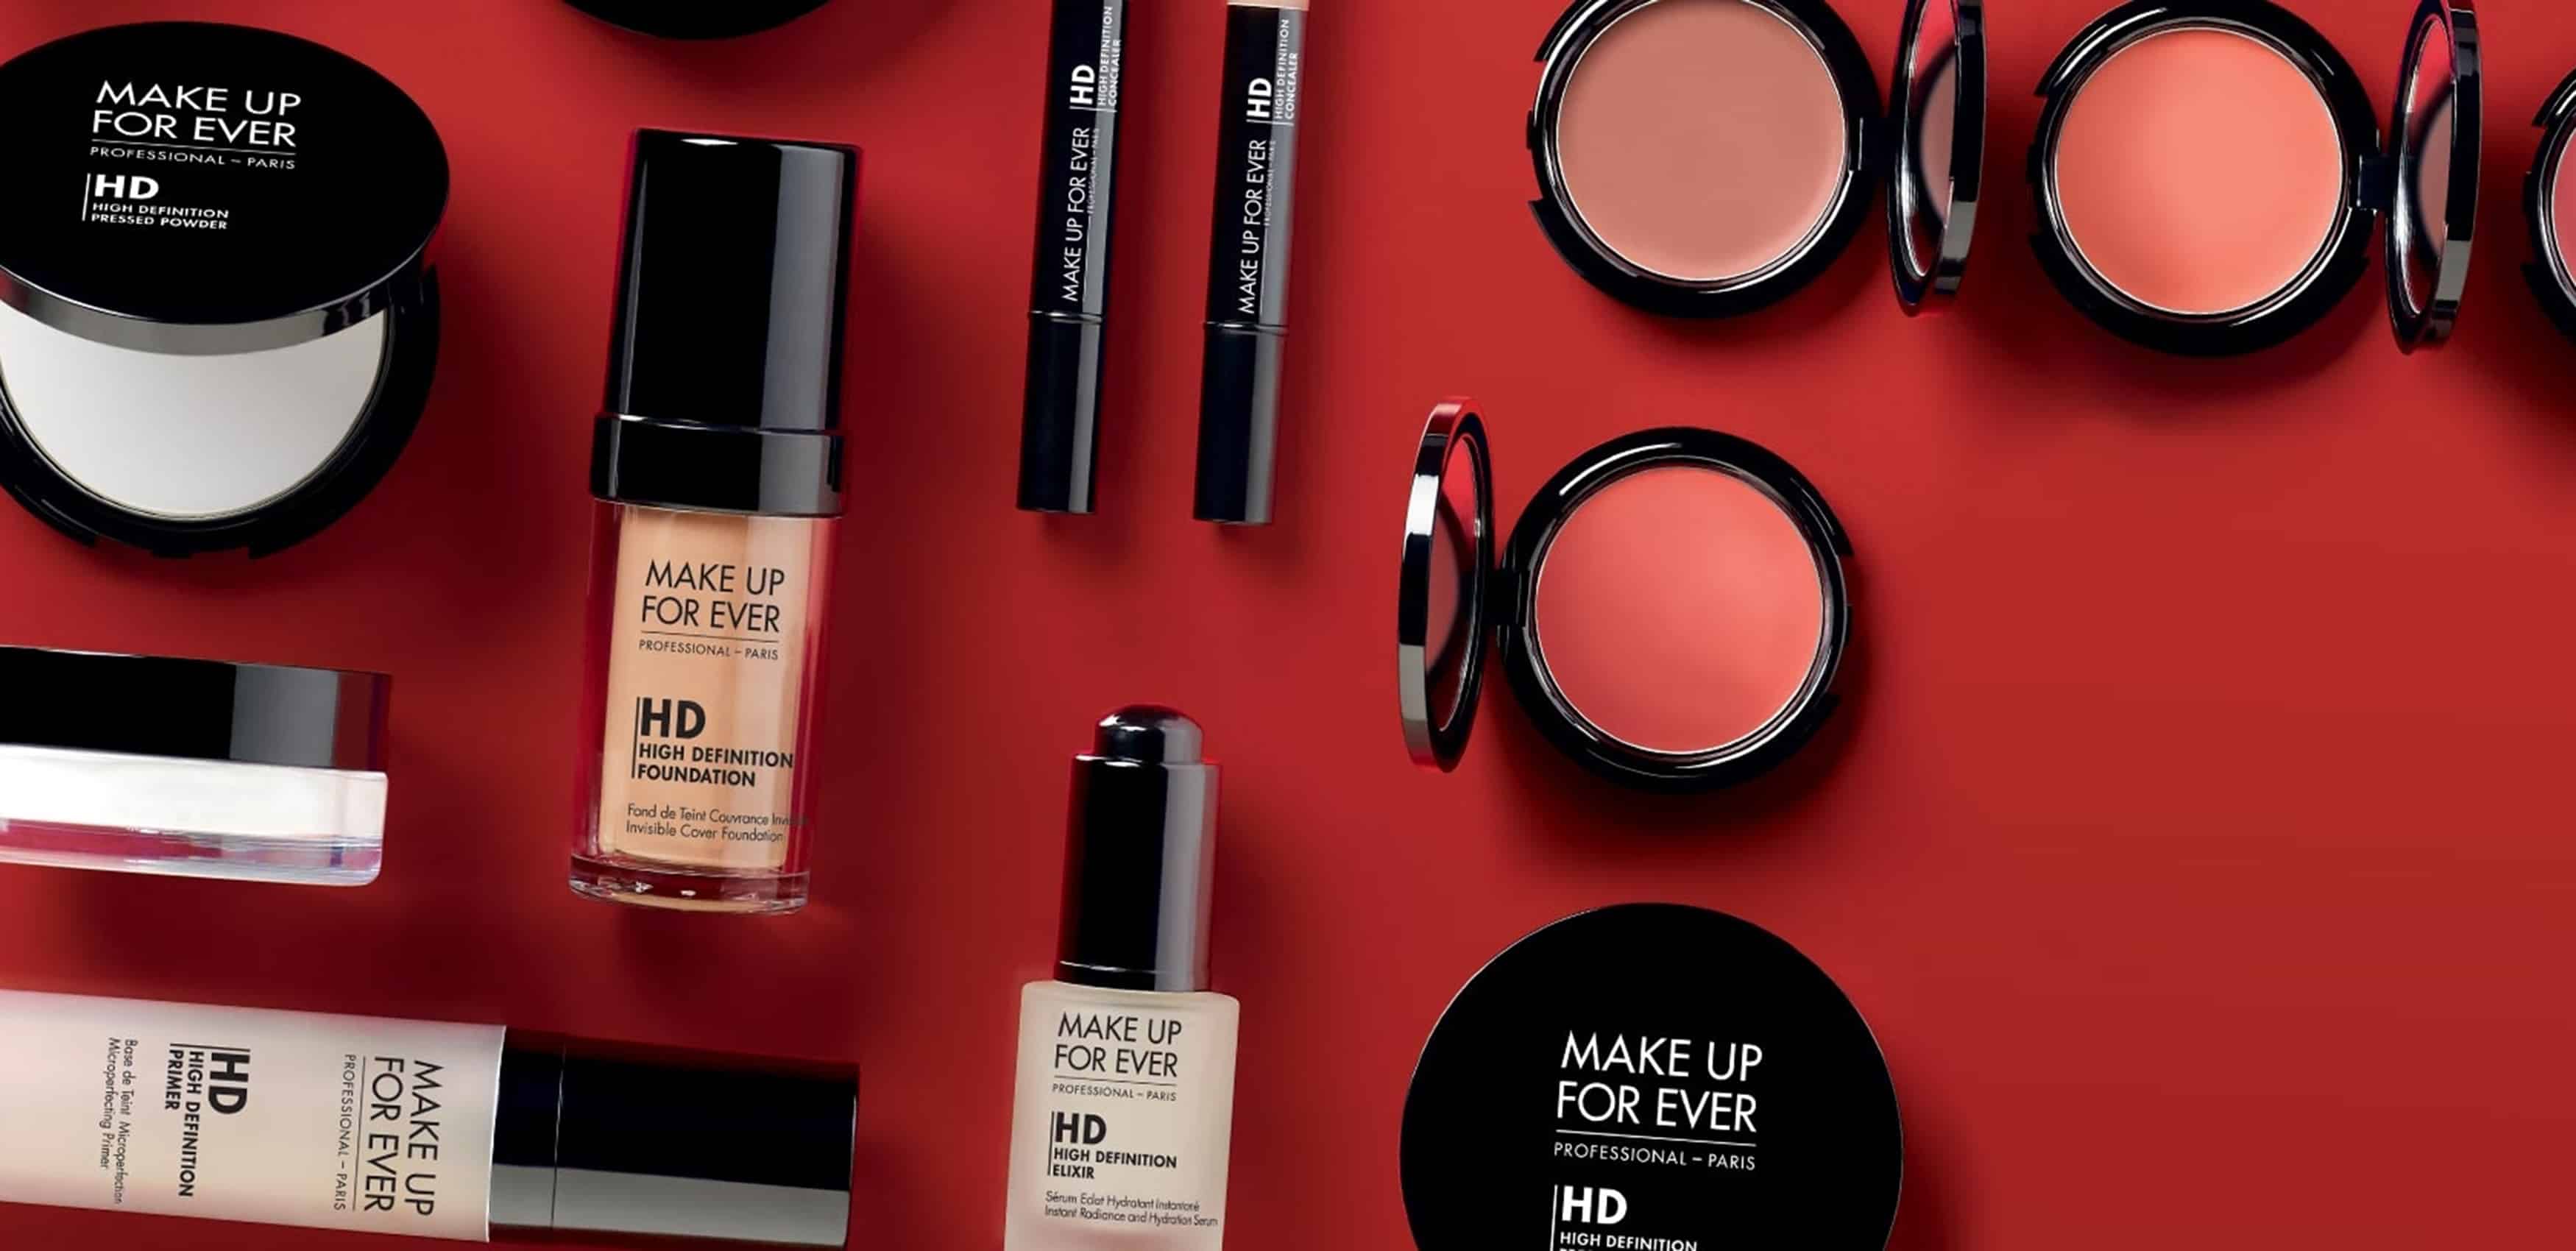 MAKE UP
FOR EVER
PROFESSIONAL – PARIS
HD
HIGH DEFINITION
PRESSED POWDER
MAKE UP
FOR EVER
PROFESSIONAL – PARIS
HD
HIGH DEFINITION
FOUNDATION
Fond de Teint Couvrance
Invisible Cover Foundation
MAKE UP FOR EVER
PROFESSIONAL – PARIS
HD
HIGH DEFINITION
CONCEALER
MAKE UP FOR EVER
PROFESSIONAL – PARIS
HD
HIGH DEFINITION
CONCEALER
MAKE UP
FOR EVER
PROFESSIONAL – PARIS
HD
HIGH DEFINITION
PRIMER
Base de Teint Microperfection
Microperfecting Primer
MAKE UP
FOR EVER
PROFESSIONAL – PARIS
HD
HIGH DEFINITION
ELIXIR
Sérum Eclat Hydratant Instantané
Instant Radiance and Hydration Serum
MAKE UP
FOR EVER
PROFESSIONAL – PARIS
HD
HIGH DEFINITION